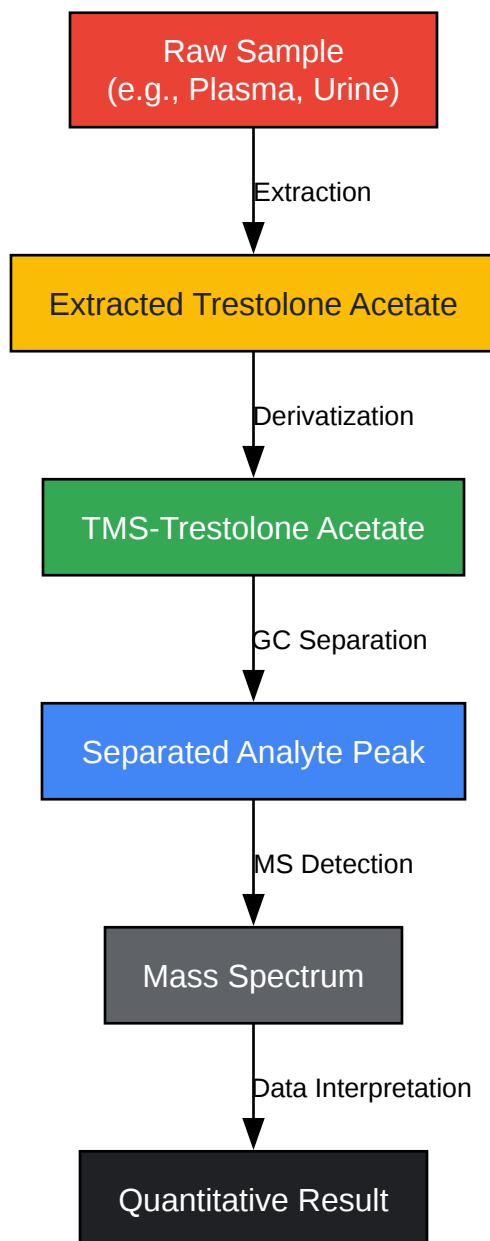 Raw Sample
(e.g., Plasma, Urine)
Extraction
Extracted Trestolone Acetate
Derivatization
TMS-Trestolone Acetate
GC Separation
Separated Analyte Peak
MS Detection
Mass Spectrum
Data Interpretation
Quantitative Result